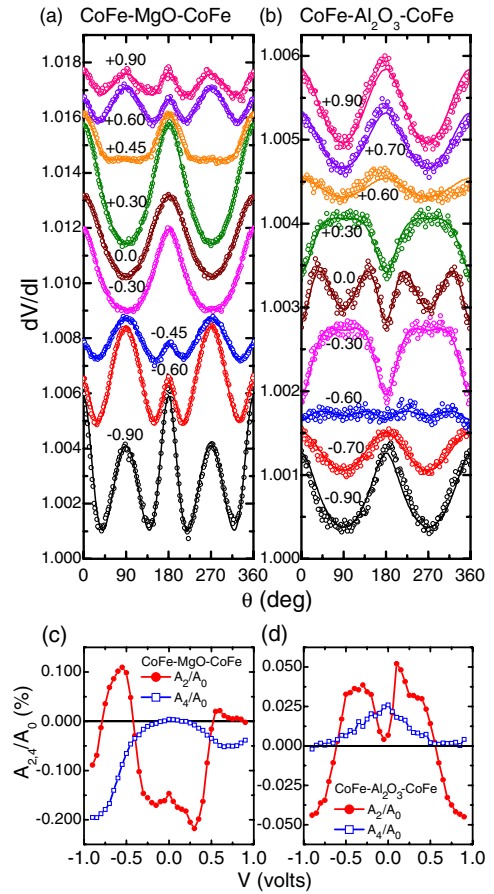 (a) CoFe-MgO-CoFe
(b) CoFe-Al2O3-CoFe
dV/dI
1.018
1.016
1.014
1.012
1.010
1.008
1.006
1.004
1.002
1.000
+0.90
+0.60
+0.45
+0.30
0.0
-0.30
-0.45
-0.60
-0.90
0 90 180 270 360
1.006
1.005
1.004
1.003
1.002
1.001
1.000
+0.90
+0.70
+0.60
+0.30
0.0
-0.30
-0.60
-0.70
-0.90
0 90 180 270 360
θ (deg)
(c)
CoFe-MgO-CoFe
A2/A0
A4/A0
A2,4/A0 (%)
0.100
0.000
-0.100
-0.200
-1.0 -0.5 0.0 0.5 1.0
(d)
0.050
0.025
0.000
-0.025
-0.050
CoFe-Al2O3-CoFe
A2/A0
A4/A0
-1.0 -0.5 0.0 0.5 1.0
V (volts)